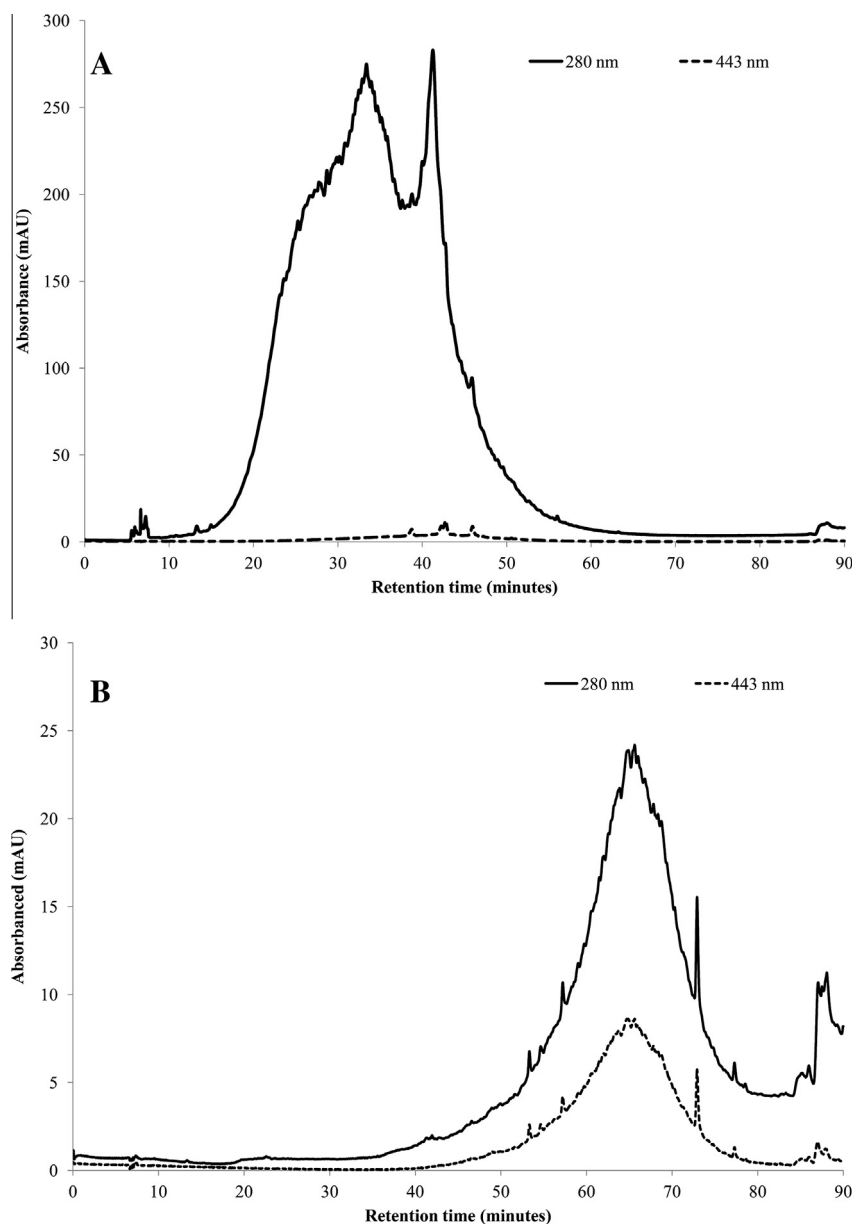 A
280 nm 443 nm
300
250
200
150
100
50
0
Absorbance (mAU)
0 10 20 30 40 50 60 70 80 90
Retention time (minutes)
B
280 nm 443 nm
30
25
20
15
10
5
0
Absorbanced (mAU)
0 10 20 30 40 50 60 70 80 90
Retention time (minutes)